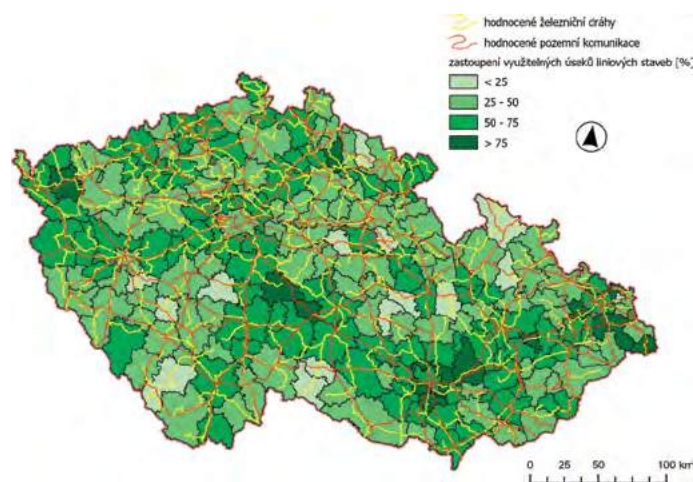 hodnocené železniční dráhy
hodnocené pozemní komunikace
zastoupení využitelných úseků liniových staveb [%]
< 25
25 - 50
50 - 75
> 75
0 25 50 100 km